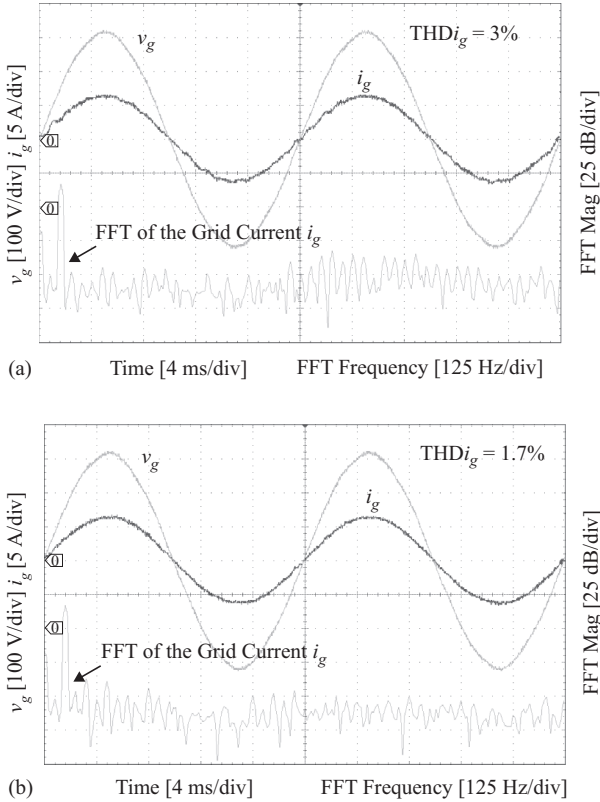 v_g [100 V/div] i_g [5 A/div]
v_g
THDi_g = 3%
i_g
0
0
FFT of the Grid Current i_g
FFT Mag [25 dB/div]
(a)
Time [4 ms/div]
FFT Frequency [125 Hz/div]
v_g [100 V/div] i_g [5 A/div]
v_g
THDi_g = 1.7%
i_g
0
0
FFT of the Grid Current i_g
FFT Mag [25 dB/div]
(b)
Time [4 ms/div]
FFT Frequency [125 Hz/div]